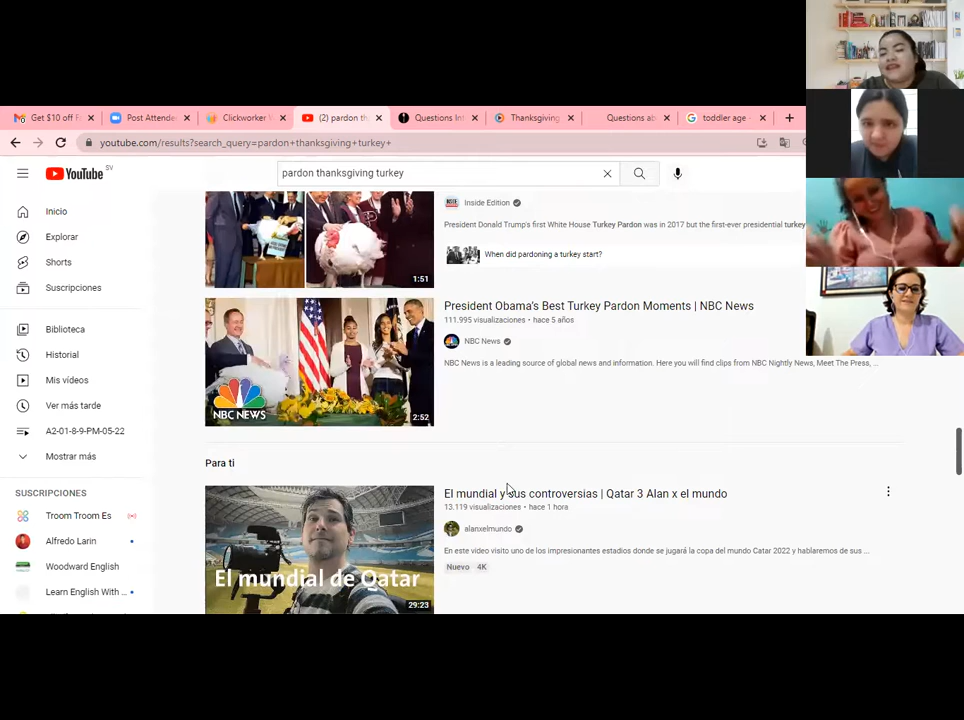 Get $10 off F
Post Attende
Clickworker W
(2) pardon th
Questions Int
Thanksgiving
Questions ab
toddler age -
youtube.com/results?search_query=pardon+thanksgiving+turkey+
YouTube SV
pardon thanksgiving turkey
Inicio
Explorar
Shorts
Suscripciones
Biblioteca
Historial
Mis vídeos
Ver más tarde
A2-01-8-9-PM-05-22
Mostrar más
SUSCRIPCIONES
Troom Troom Es
Alfredo Larin
Woodward English
Learn English With ...
1:51
Inside Edition
President Donald Trump's first White House Turkey Pardon was in 2017 but the first-ever presidential turkey
When did pardoning a turkey start?
NBC NEWS
2:52
President Obama's Best Turkey Pardon Moments | NBC News
111.995 visualizaciones • hace 5 años
NBC News
NBC News is a leading source of global news and information. Here you will find clips from NBC Nightly News, Meet The Press, ...
Para ti
El mundial de Qatar
29:23
El mundial y sus controversias | Qatar 3 Alan x el mundo
13.119 visualizaciones • hace 1 hora
alanxelmundo
En este video visito uno de los impresionantes estadios donde se jugará la copa del mundo Catar 2022 y hablaremos de sus ...
Nuevo 4K